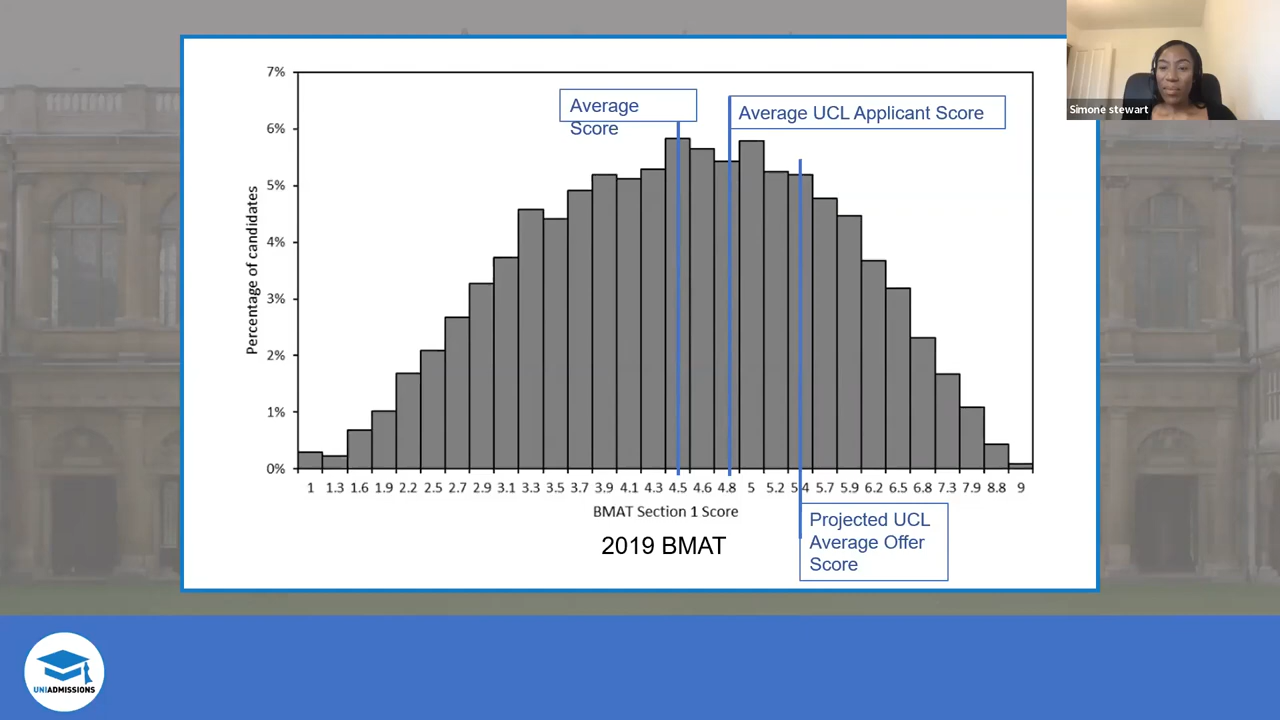 Simone stewart
7%
6%
5%
4%
3%
2%
1%
0%
Percentage of candidates
Average
Score
Average UCL Applicant Score
1 1.3 1.6 1.9 2.2 2.5 2.7 2.9 3.1 3.3 3.5 3.7 3.9 4.1 4.3 4.5 4.6 4.8 5 5.2 5.4 5.7 5.9 6.2 6.5 6.8 7.3 7.9 8.8 9
BMAT Section 1 Score
2019 BMAT
Projected UCL
Average Offer
Score
UNIADMISSIONS